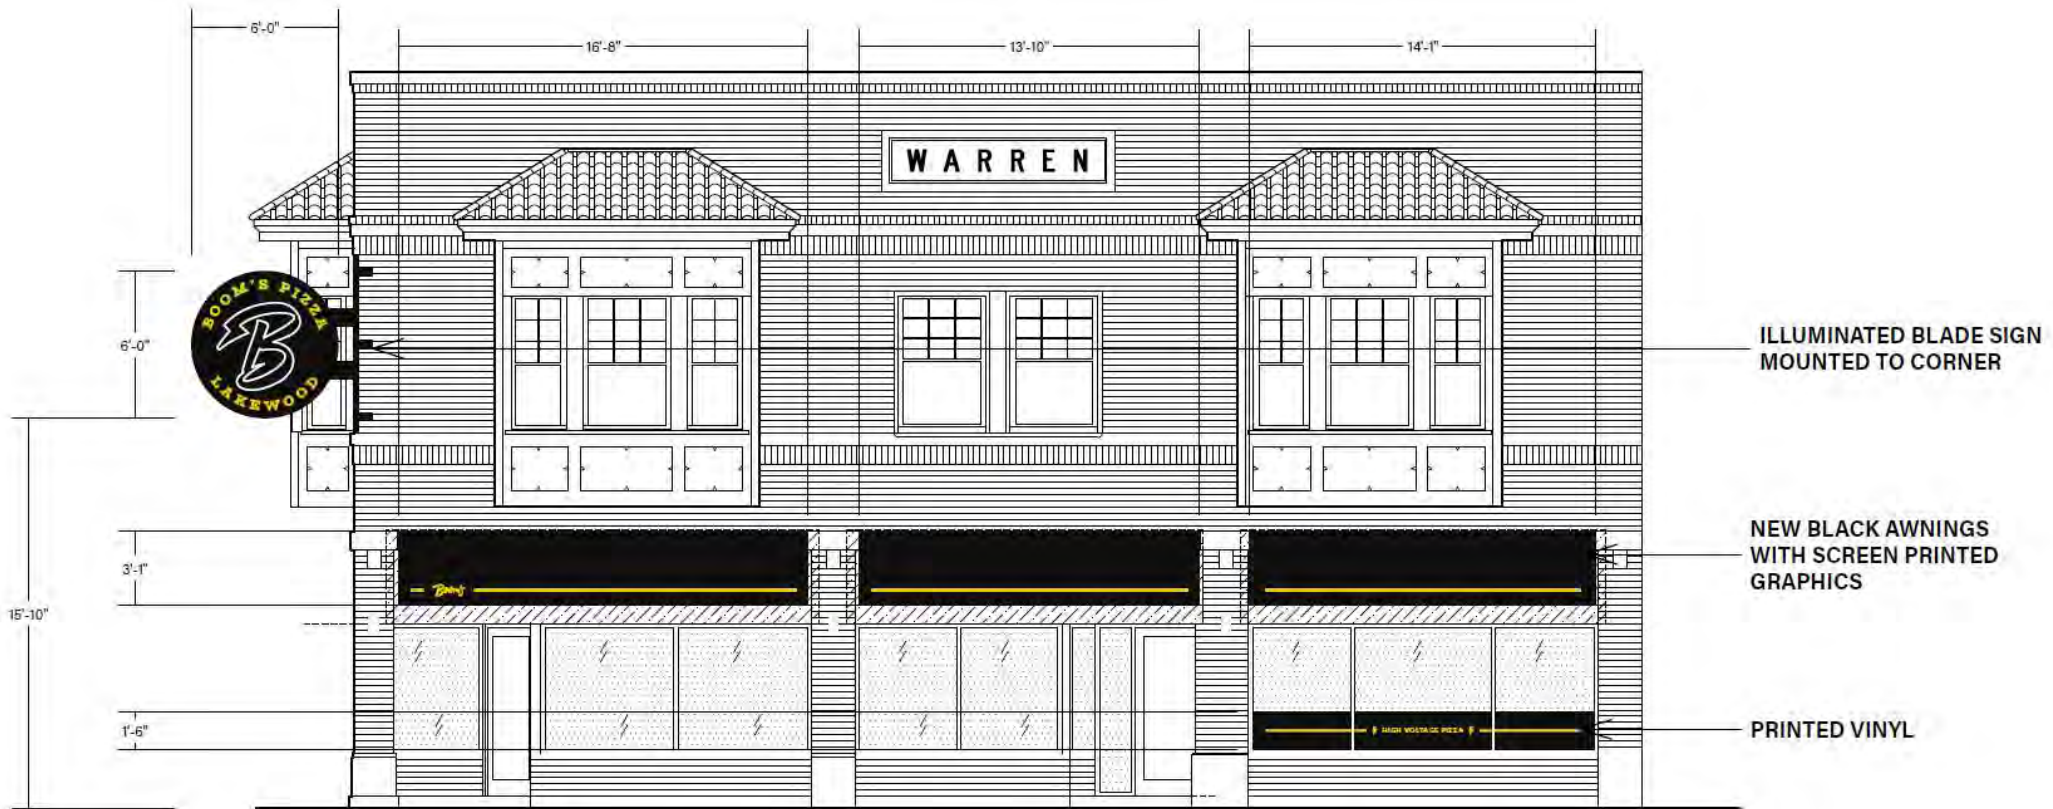 6'-0"
16'-8"
13'-10"
14'-1"
WARREN
BOOM'S PIZZA
B
LAKEWOOD
6'-0"
ILLUMINATED BLADE SIGN
MOUNTED TO CORNER
NEW BLACK AWNINGS
WITH SCREEN PRINTED
GRAPHICS
3'-1"
Boom's
15'-10"
1'-6"
HIGH VOLTAGE PIZZA
PRINTED VINYL